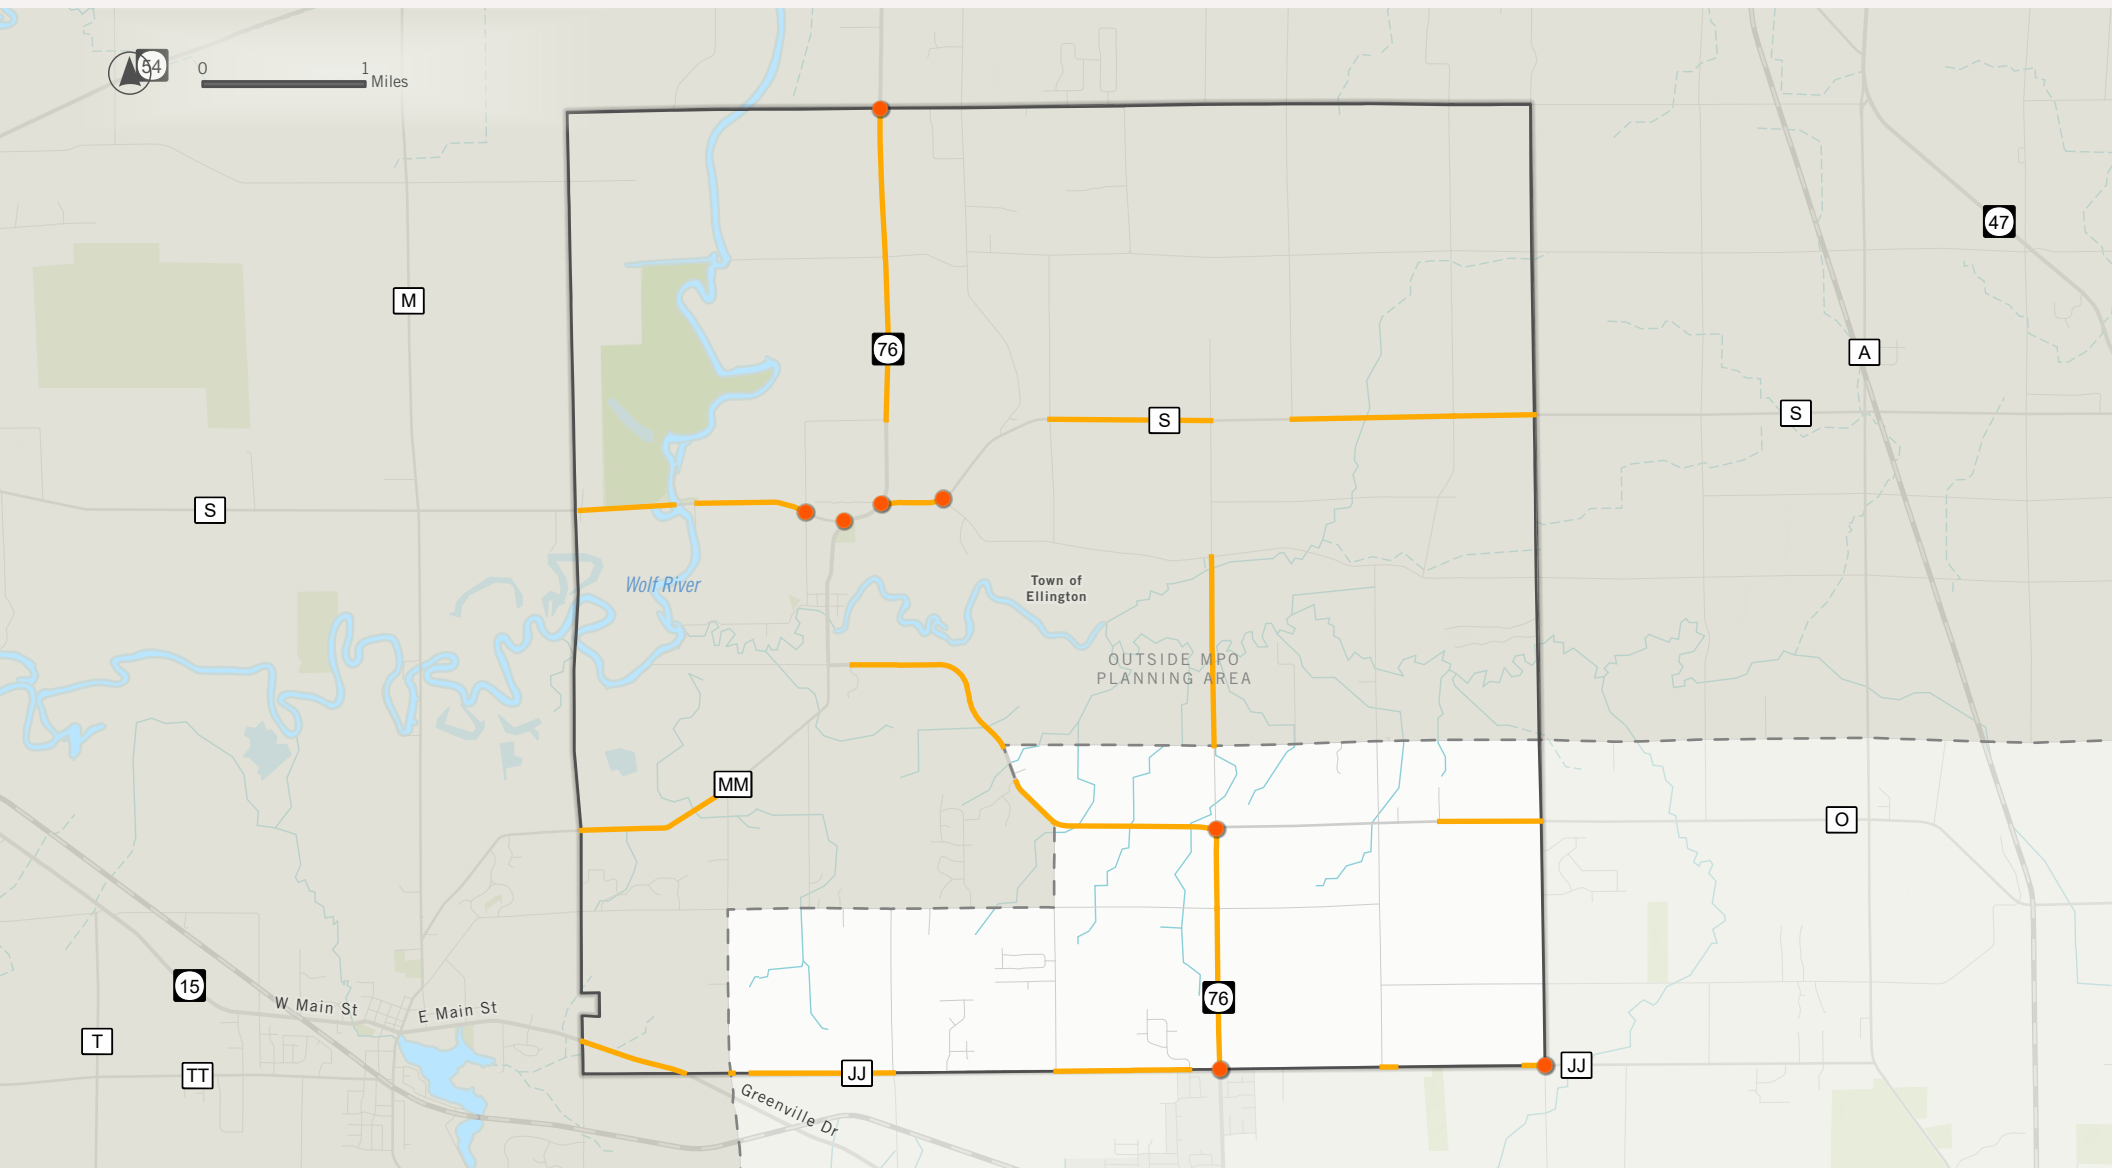 54
0 1
Miles
47
M
76
A
S
S
S
Wolf River
Town of
Ellington
OUTSIDE MPO
PLANNING AREA
MM
O
15
W Main St
E Main St
76
T
TT
JJ
JJ
Greenville Dr